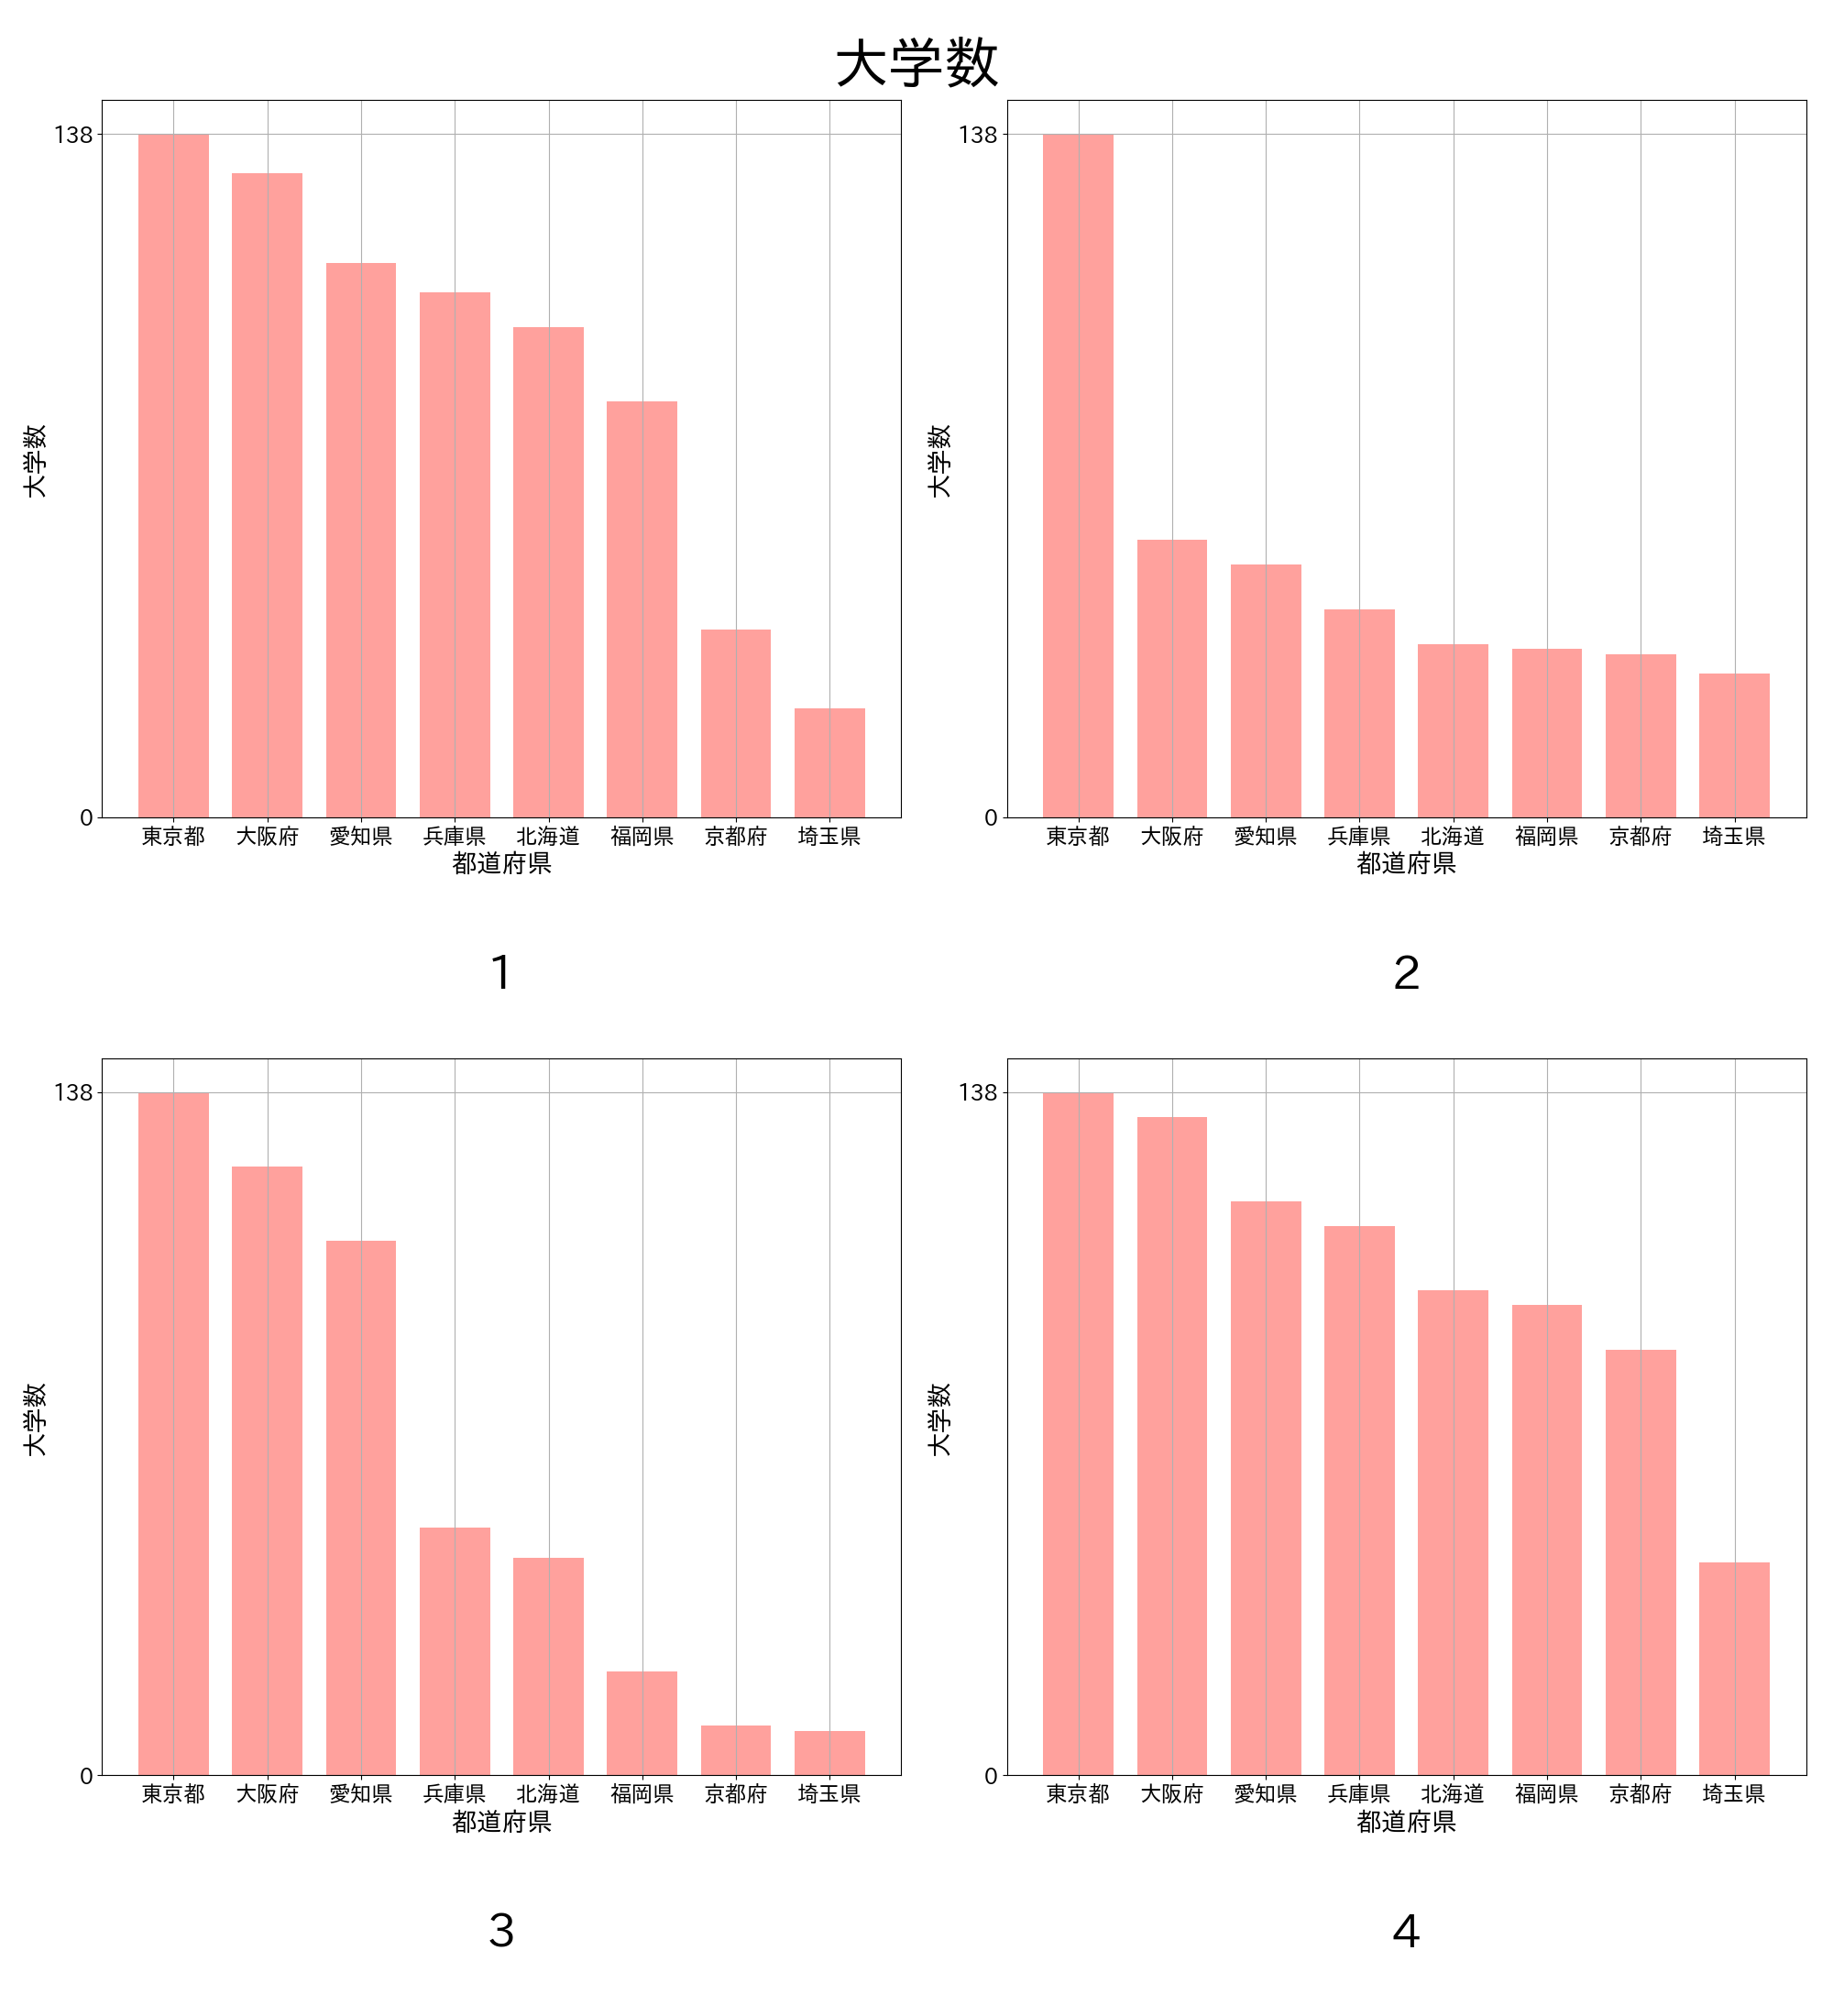 大学数
138
0
大学数
東京都 大阪府 愛知県 兵庫県 北海道 福岡県 京都府 埼玉県
都道府県
1
138
0
大学数
東京都 大阪府 愛知県 兵庫県 北海道 福岡県 京都府 埼玉県
都道府県
2
138
0
大学数
東京都 大阪府 愛知県 兵庫県 北海道 福岡県 京都府 埼玉県
都道府県
3
138
0
大学数
東京都 大阪府 愛知県 兵庫県 北海道 福岡県 京都府 埼玉県
都道府県
4